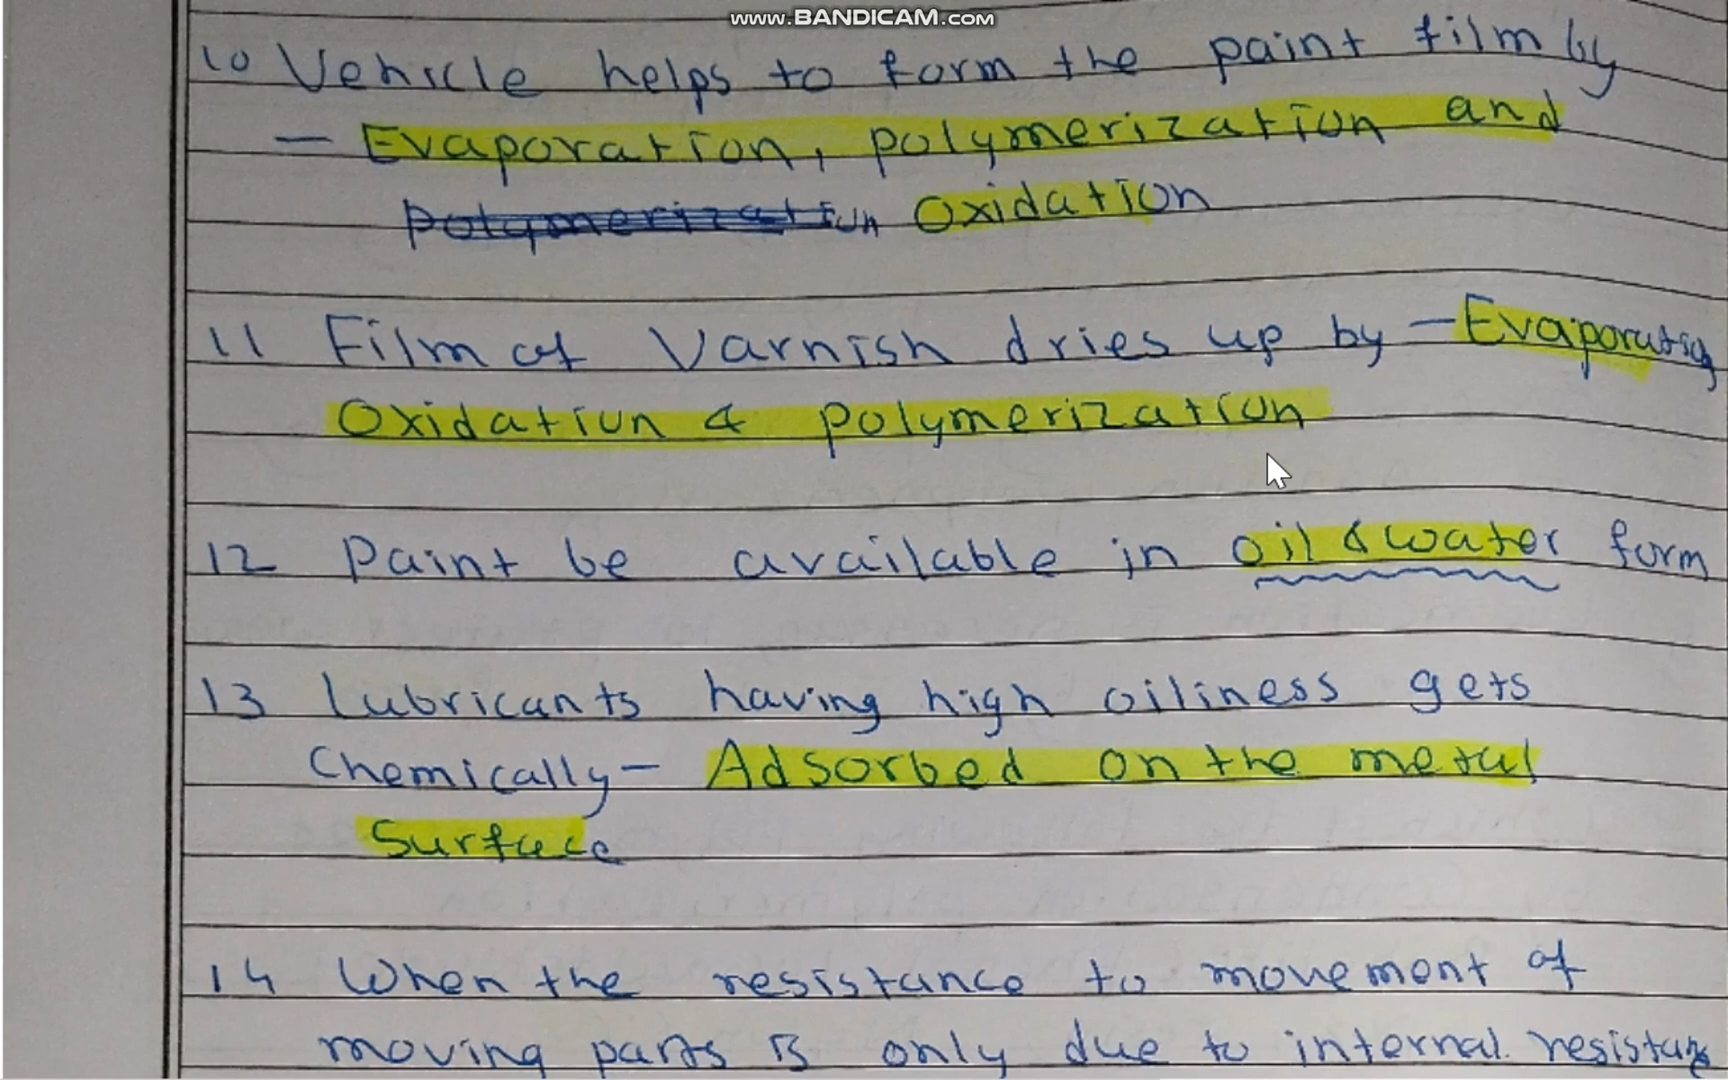 www.BANDICAM.com
10 Vehicle helps to form the paint film by
— Evaporation, polymerization and
polymerization Oxidation
11 Film of Varnish dries up by — Evaporation
Oxidation & polymerization
12 Paint be available in oil & water form
13 Lubricants having high oiliness gets
Chemically - Adsorbed on the metal
Surface
14 When the resistance to movement of
moving parts is only due to internal resistance